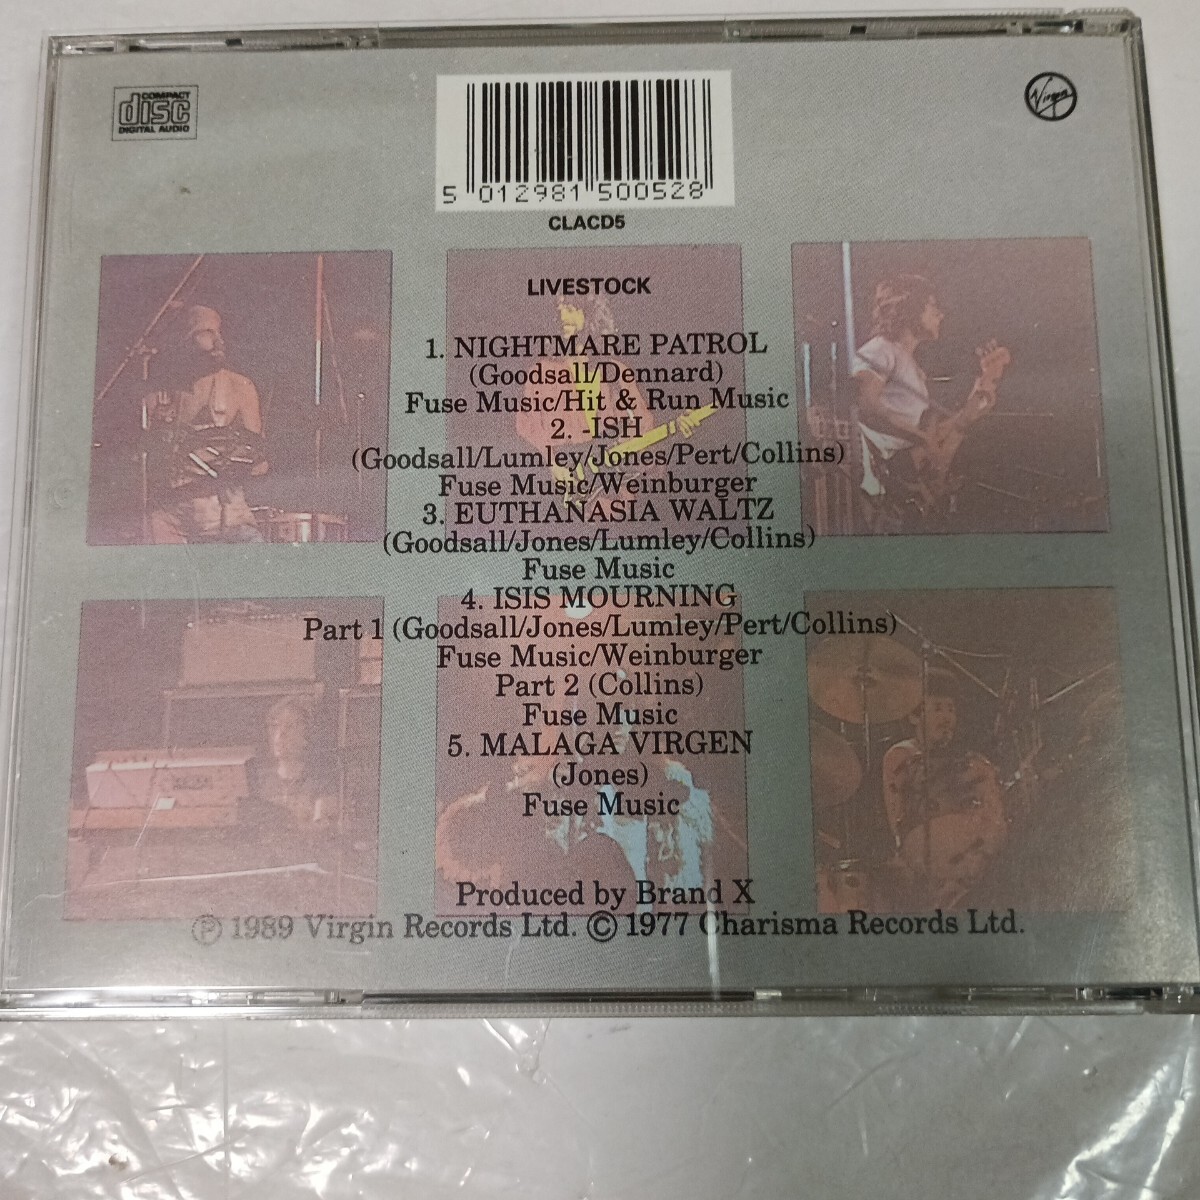 COMPACT
disc
DIGITAL AUDIO
Virgin
5 012981 500528
CLACD5
LIVESTOCK
1. NIGHTMARE PATROL
(Goodsall/Dennard)
Fuse Music/Hit & Run Music
2. -ISH
(Goodsall/Lumley/Jones/Pert/Collins)
Fuse Music/Weinburger
3. EUTHANASIA WALTZ
(Goodsall/Jones/Lumley/Collins)
Fuse Music
4. ISIS MOURNING
Part 1 (Goodsall/Jones/Lumley/Pert/Collins)
Fuse Music/Weinburger
Part 2 (Collins)
Fuse Music
5. MALAGA VIRGEN
(Jones)
Fuse Music
Produced by Brand X
℗ 1989 Virgin Records Ltd. © 1977 Charisma Records Ltd.